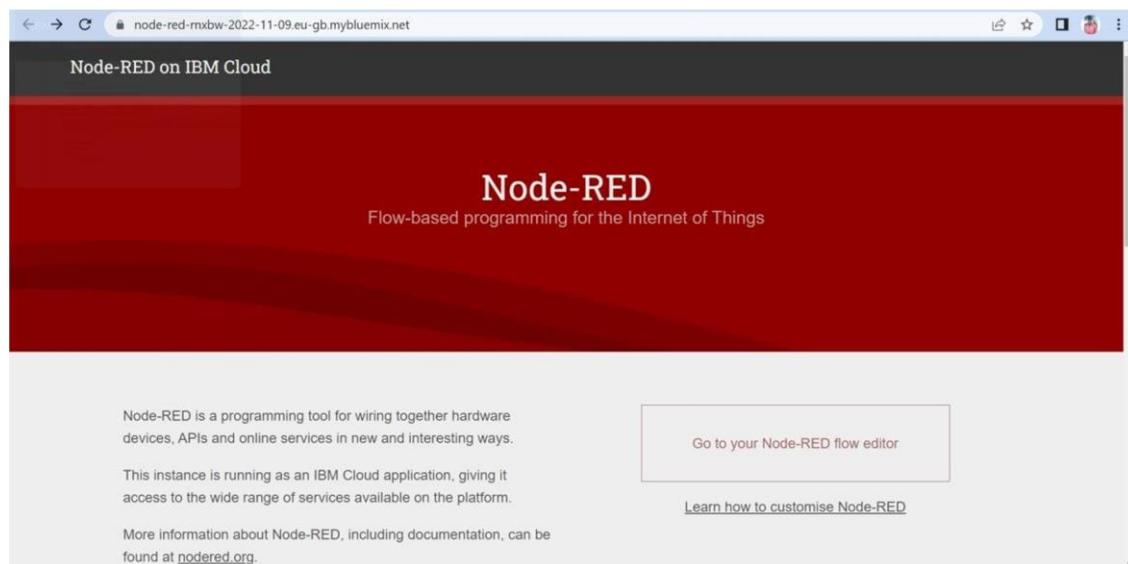 node-red-rnxbw-2022-11-09.eu-gb.mybluemix.net
Node-RED on IBM Cloud
Node-RED
Flow-based programming for the Internet of Things
Node-RED is a programming tool for wiring together hardware
devices, APIs and online services in new and interesting ways.
This instance is running as an IBM Cloud application, giving it
access to the wide range of services available on the platform.
More information about Node-RED, including documentation, can be
found at nodered.org.
Go to your Node-RED flow editor
Learn how to customise Node-RED